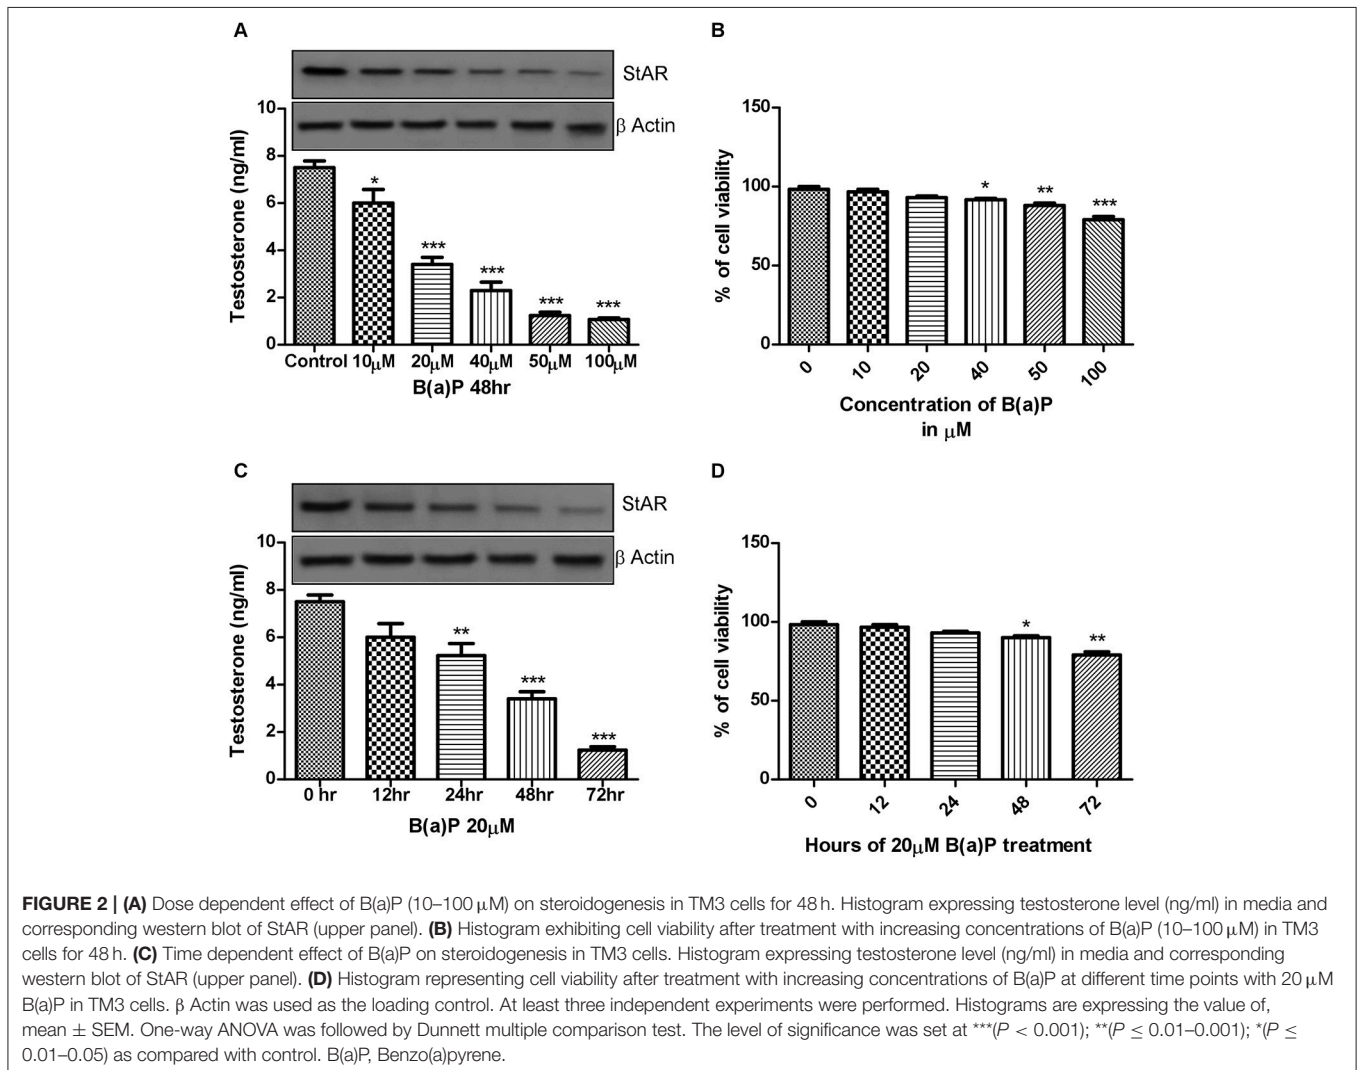 A
StAR
β Actin
Testosterone (ng/ml)
10
8
6
4
2
0
*
***
***
***
***
Control 10μM 20μM 40μM 50μM 100μM
B(a)P 48hr
B
% of cell viability
150
100
50
0
*
**
***
0 10 20 40 50 100
Concentration of B(a)P
in μM
C
StAR
β Actin
Testosterone (ng/ml)
10
8
6
4
2
0
**
***
***
0 hr 12hr 24hr 48hr 72hr
B(a)P 20μM
D
% of cell viability
150
100
50
0
*
**
0 12 24 48 72
Hours of 20μM B(a)P treatment
FIGURE 2 | (A) Dose dependent effect of B(a)P (10–100 μM) on steroidogenesis in TM3 cells for 48 h. Histogram expressing testosterone level (ng/ml) in media and
corresponding western blot of StAR (upper panel). (B) Histogram exhibiting cell viability after treatment with increasing concentrations of B(a)P (10–100 μM) in TM3
cells for 48 h. (C) Time dependent effect of B(a)P on steroidogenesis in TM3 cells. Histogram expressing testosterone level (ng/ml) in media and corresponding
western blot of StAR (upper panel). (D) Histogram representing cell viability after treatment with increasing concentrations of B(a)P at different time points with 20 μM
B(a)P in TM3 cells. β Actin was used as the loading control. At least three independent experiments were performed. Histograms are expressing the value of,
mean ± SEM. One-way ANOVA was followed by Dunnett multiple comparison test. The level of significance was set at ***(P < 0.001); **(P ≤ 0.01–0.001); *(P ≤
0.01–0.05) as compared with control. B(a)P, Benzo(a)pyrene.